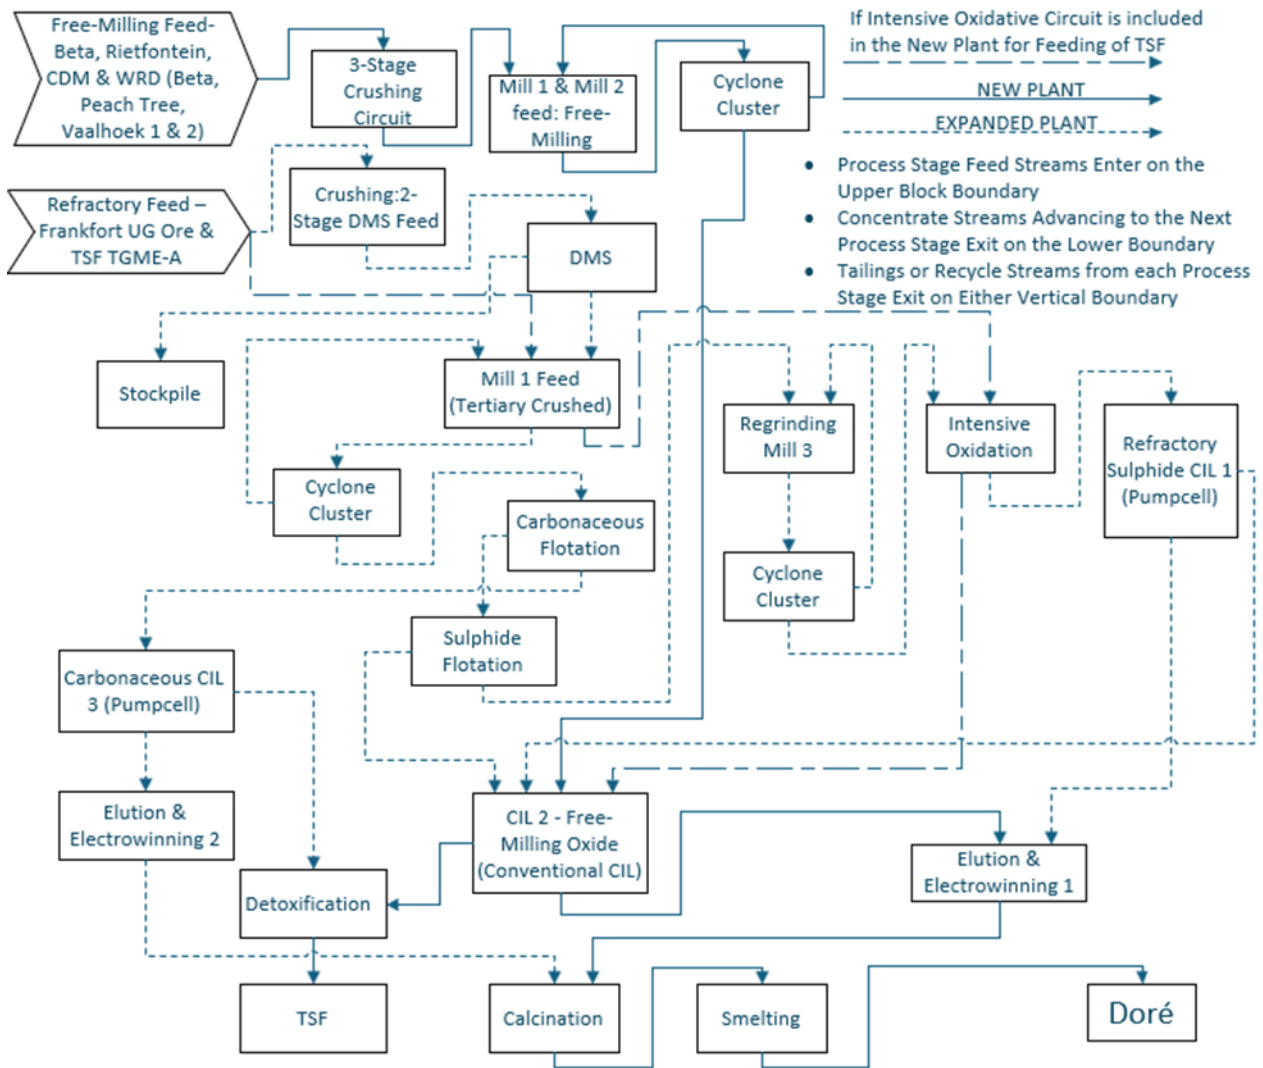 Free-Milling Feed-
Beta, Rietfontein,
CDM & WRD (Beta,
Peach Tree,
Vaalhoek 1 & 2)
3-Stage
Crushing
Circuit
Mill 1 & Mill 2
feed: Free-
Milling
Cyclone
Cluster
If Intensive Oxidative Circuit is included
in the New Plant for Feeding of TSF
NEW PLANT
EXPANDED PLANT
• Process Stage Feed Streams Enter on the
Upper Block Boundary
• Concentrate Streams Advancing to the Next
Process Stage Exit on the Lower Boundary
• Tailings or Recycle Streams from each Process
Stage Exit on Either Vertical Boundary
Refractory Feed –
Frankfort UG Ore &
TSF TGME-A
Crushing:2-
Stage DMS Feed
DMS
Stockpile
Mill 1 Feed
(Tertiary Crushed)
Regrinding
Mill 3
Intensive
Oxidation
Refractory
Sulphide CIL 1
(Pumpcell)
Cyclone
Cluster
Carbonaceous
Flotation
Cyclone
Cluster
Sulphide
Flotation
Carbonaceous CIL
3 (Pumpcell)
Elution &
Electrowinning 2
CIL 2 - Free-
Milling Oxide
(Conventional CIL)
Elution &
Electrowinning 1
Detoxification
TSF
Calcination
Smelting
Doré